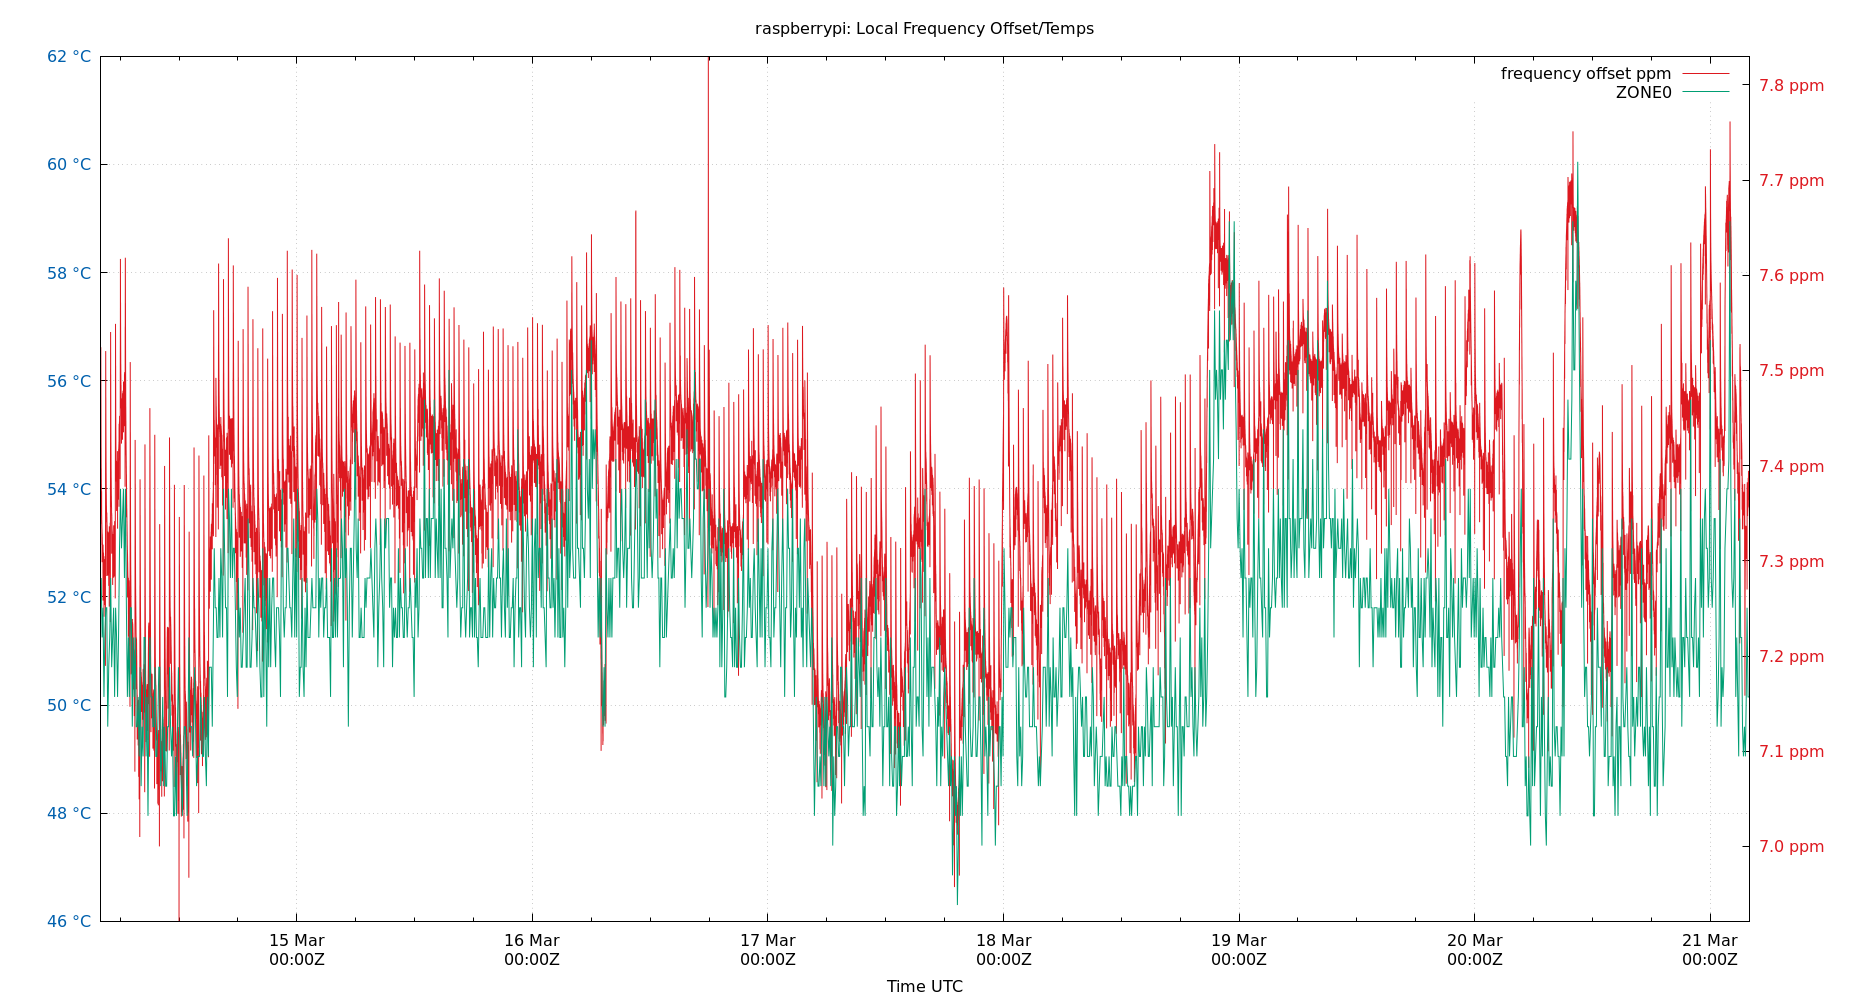 raspberrypi: Local Frequency Offset/Temps
62 °C
60 °C
58 °C
56 °C
54 °C
52 °C
50 °C
48 °C
46 °C
frequency offset ppm
ZONE0
7.8 ppm
7.7 ppm
7.6 ppm
7.5 ppm
7.4 ppm
7.3 ppm
7.2 ppm
7.1 ppm
7.0 ppm
15 Mar
00:00Z
16 Mar
00:00Z
17 Mar
00:00Z
18 Mar
00:00Z
19 Mar
00:00Z
20 Mar
00:00Z
21 Mar
00:00Z
Time UTC